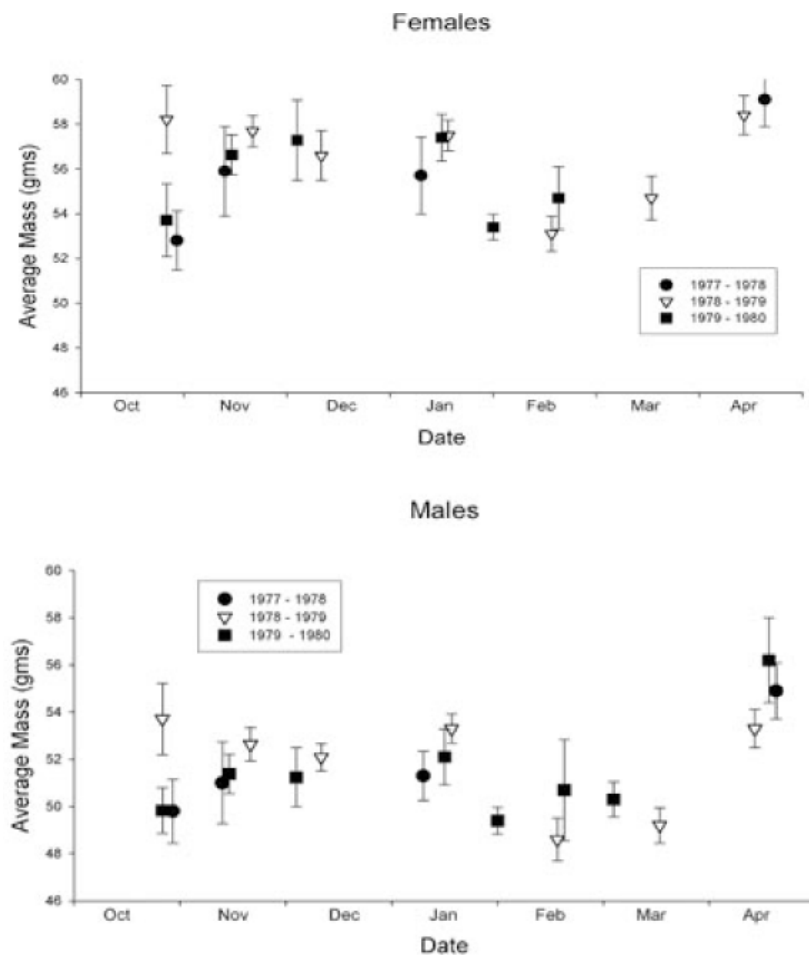 Females
Average Mass (gms)
60
58
56
54
52
50
48
46
1977 - 1978
1978 - 1979
1979 - 1980
Oct Nov Dec Jan Feb Mar Apr
Date
Males
Average Mass (gms)
60
58
56
54
52
50
48
46
1977 - 1978
1978 - 1979
1979 - 1980
Oct Nov Dec Jan Feb Mar Apr
Date